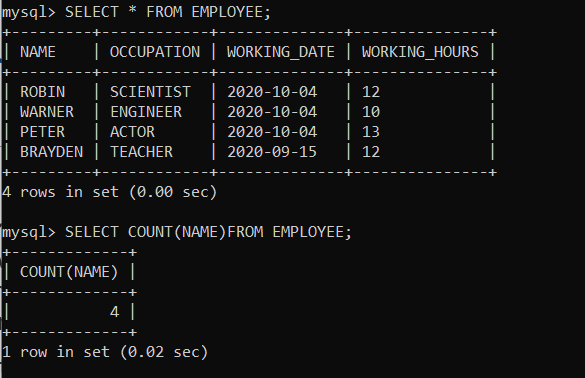 mysql> SELECT * FROM EMPLOYEE;
+---------+------------+--------------+---------------+
| NAME    | OCCUPATION | WORKING_DATE | WORKING_HOURS |
+---------+------------+--------------+---------------+
| ROBIN   | SCIENTIST  | 2020-10-04   | 12            |
| WARNER  | ENGINEER   | 2020-10-04   | 10            |
| PETER   | ACTOR      | 2020-10-04   | 13            |
| BRAYDEN | TEACHER    | 2020-09-15   | 12            |
+---------+------------+--------------+---------------+
4 rows in set (0.00 sec)

mysql> SELECT COUNT(NAME)FROM EMPLOYEE;
+-------------+
| COUNT(NAME) |
+-------------+
|           4 |
+-------------+
1 row in set (0.02 sec)